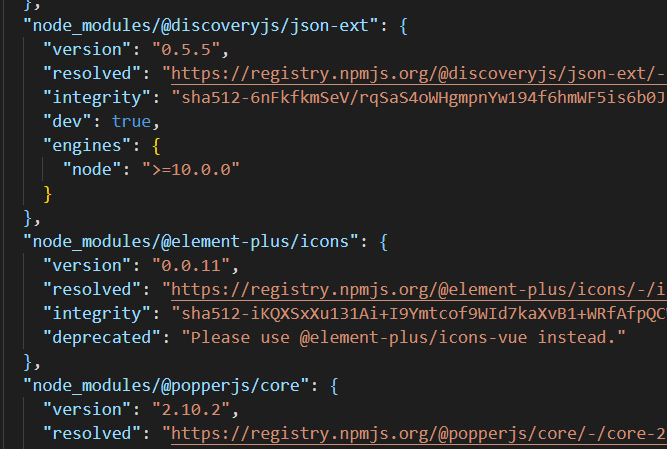 },
"node_modules/@discoveryjs/json-ext": {
"version": "0.5.5",
"resolved": "https://registry.npmjs.org/@discoveryjs/json-ext/-
"integrity": "sha512-6nFkfkmSeV/rqSaS4oWHgmpnYw194f6hmWF5is6b0J
"dev": true,
"engines": {
"node": ">=10.0.0"
}
},
"node_modules/@element-plus/icons": {
"version": "0.0.11",
"resolved": "https://registry.npmjs.org/@element-plus/icons/-/i
"integrity": "sha512-iKQXSxXu131Ai+I9Ymtcof9WId7kaXvB1+WRfAfpQC
"deprecated": "Please use @element-plus/icons-vue instead."
},
"node_modules/@popperjs/core": {
"version": "2.10.2",
"resolved": "https://registry.npmjs.org/@popperjs/core/-/core-2